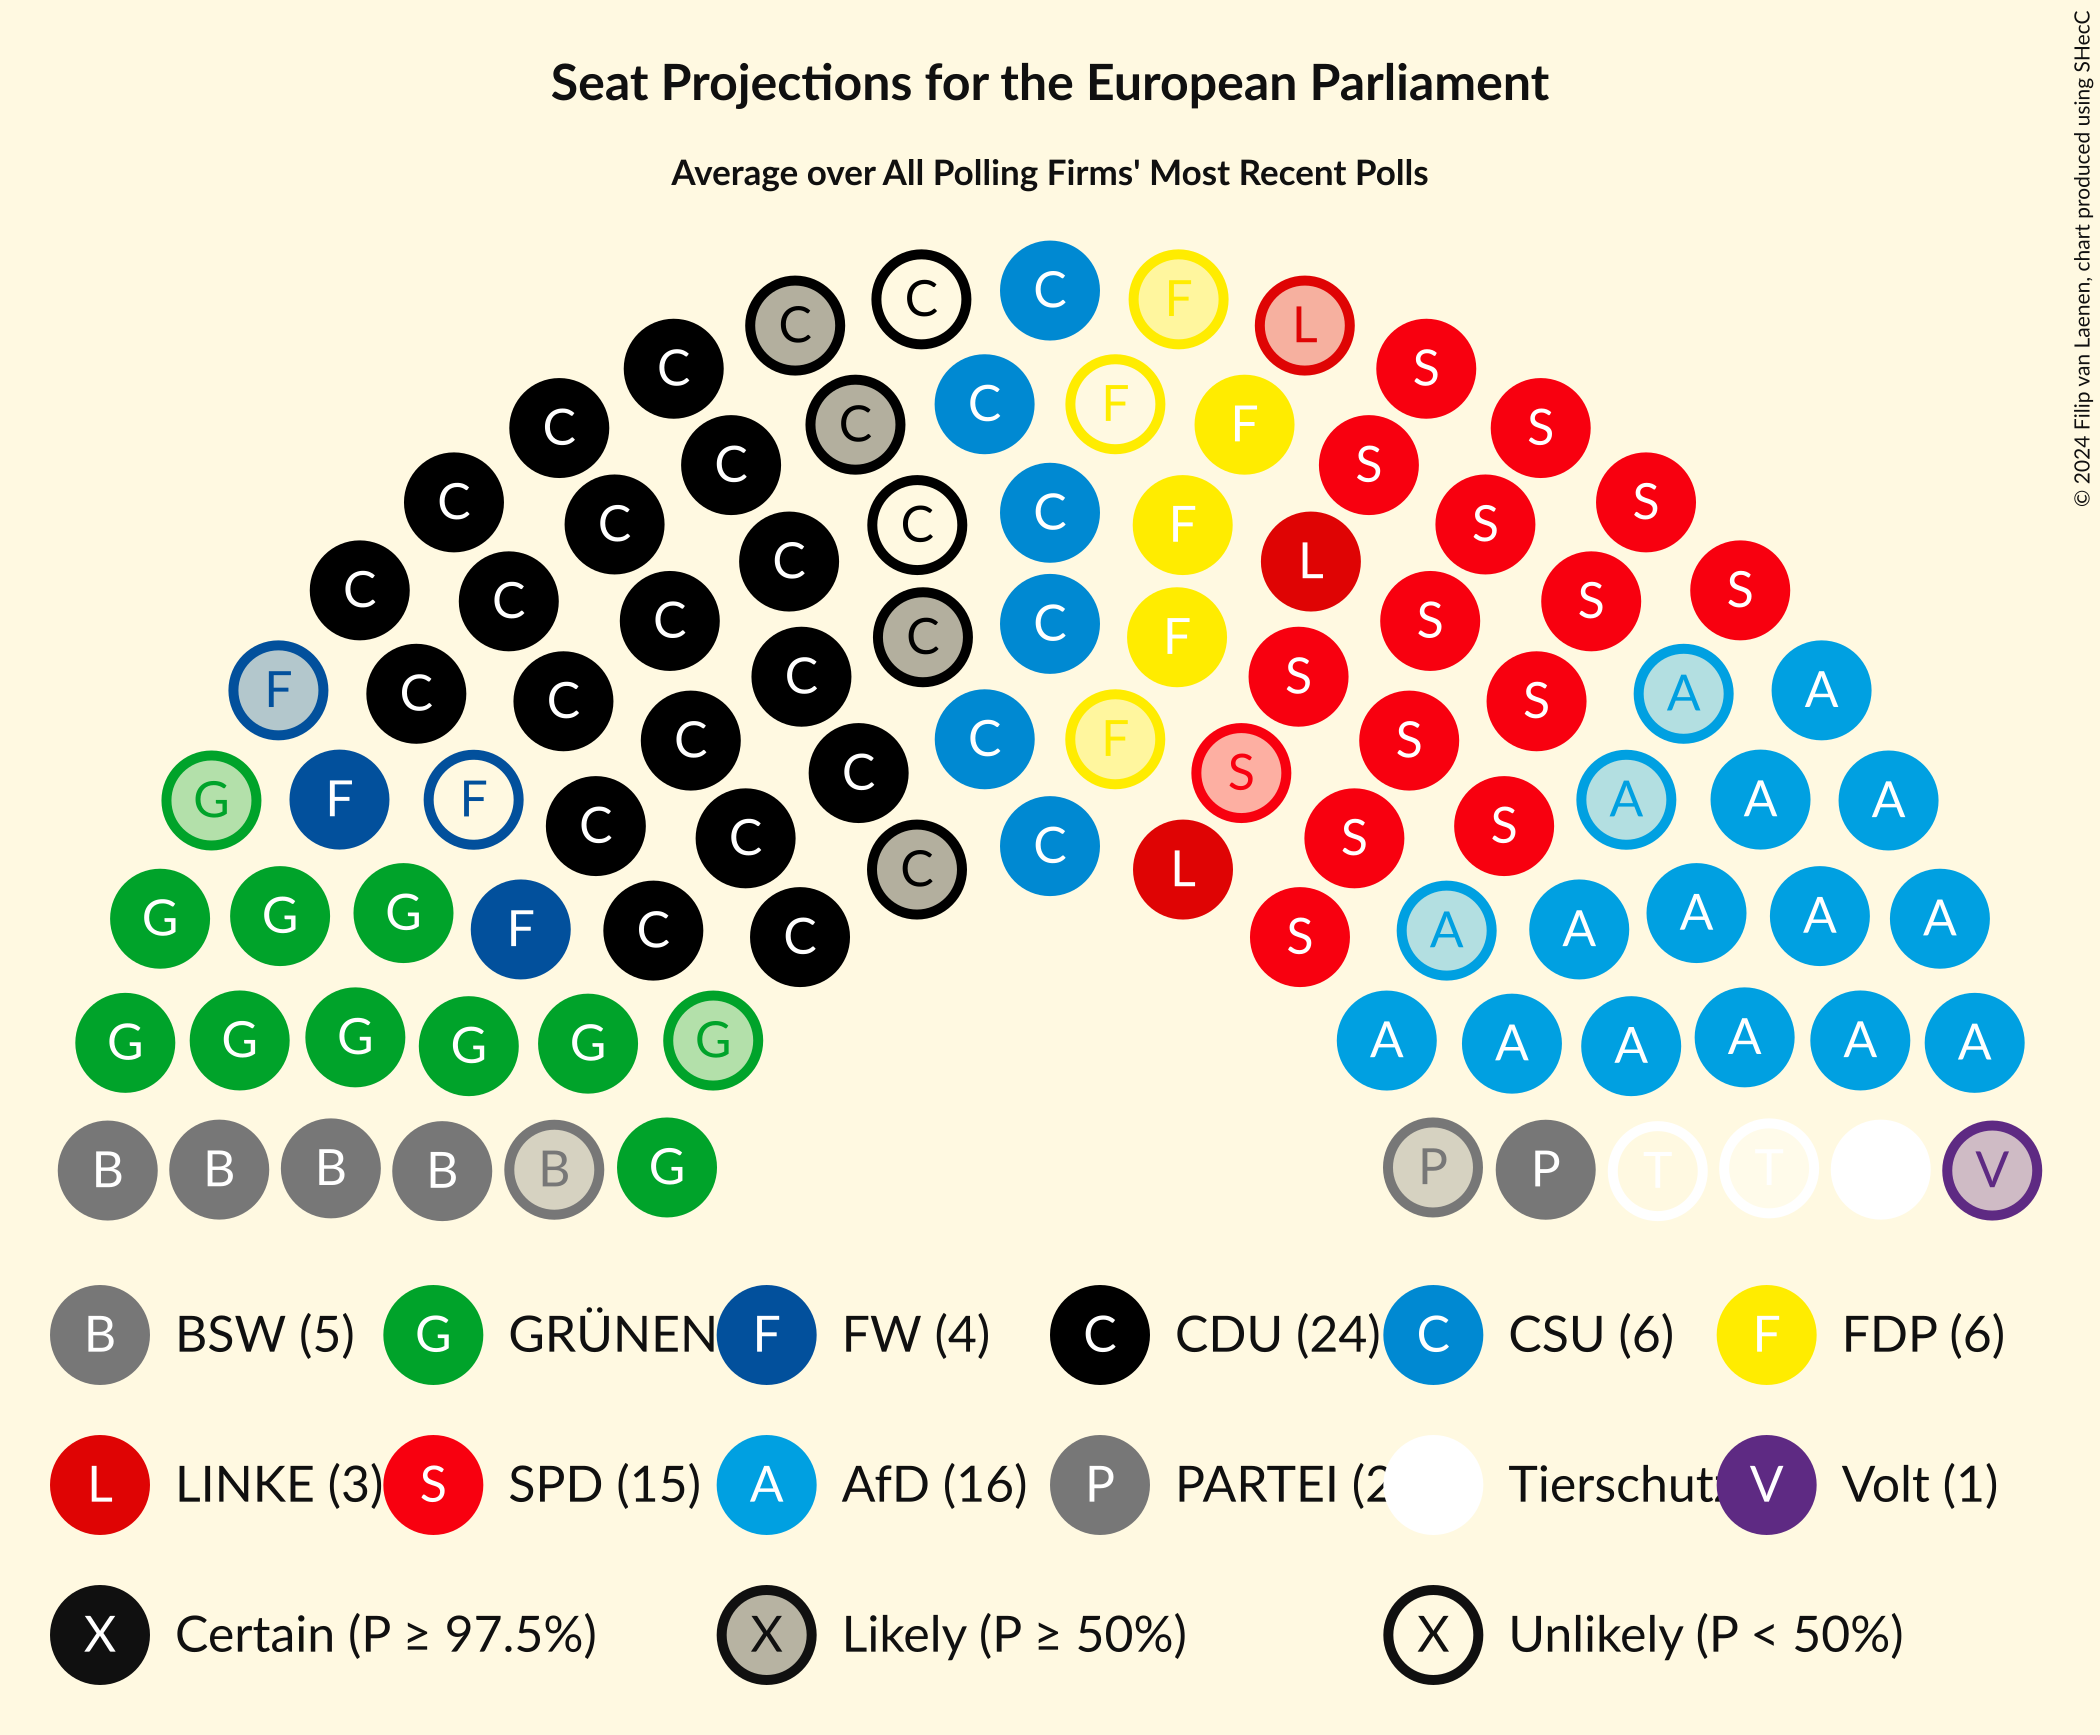 Seat Projections for the European Parliament
Average over All Polling Firms' Most Recent Polls
© 2024 Filip van Laenen, chart produced using SHecC
C C C F L
C C S S
C C F F
C C C S S
C C C C F L S S
C C C C C F S S S S
F C C C C C S S S A A
G F F C C C C F S S S S A A A
G G G F C C C C L S S A A A A A
G G G G G G A A A A A A
B B B B B G P P T T V
B BSW (5) G GRÜNEN F FW (4) C CDU (24) C CSU (6) F FDP (6)
L LINKE (3) S SPD (15) A AfD (16) P PARTEI (2 Tierschutz V Volt (1)
X Certain (P ≥ 97.5%) X Likely (P ≥ 50%) X Unlikely (P < 50%)